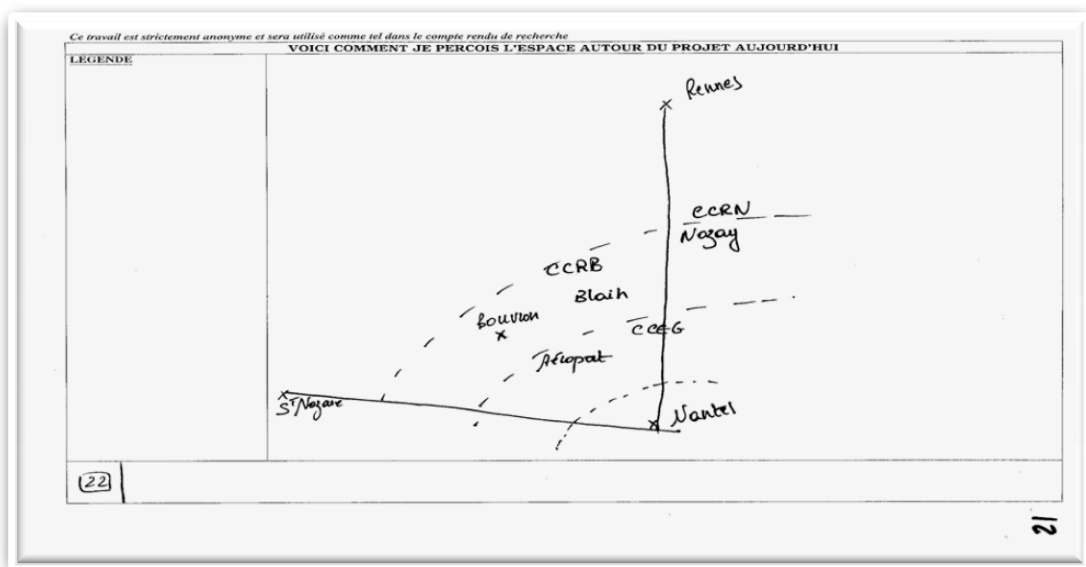 Ce travail est strictement anonyme et sera utilisé comme tel dans le compte rendu de recherche
VOICI COMMENT JE PERCOIS L'ESPACE AUTOUR DU PROJET AUJOURD'HUI
LEGENDE
Rennes
CCRN
Nozay
CCRB
Blain
Bouvron
CCEG
Aéroport
St Nazaire
Nantes
22
21